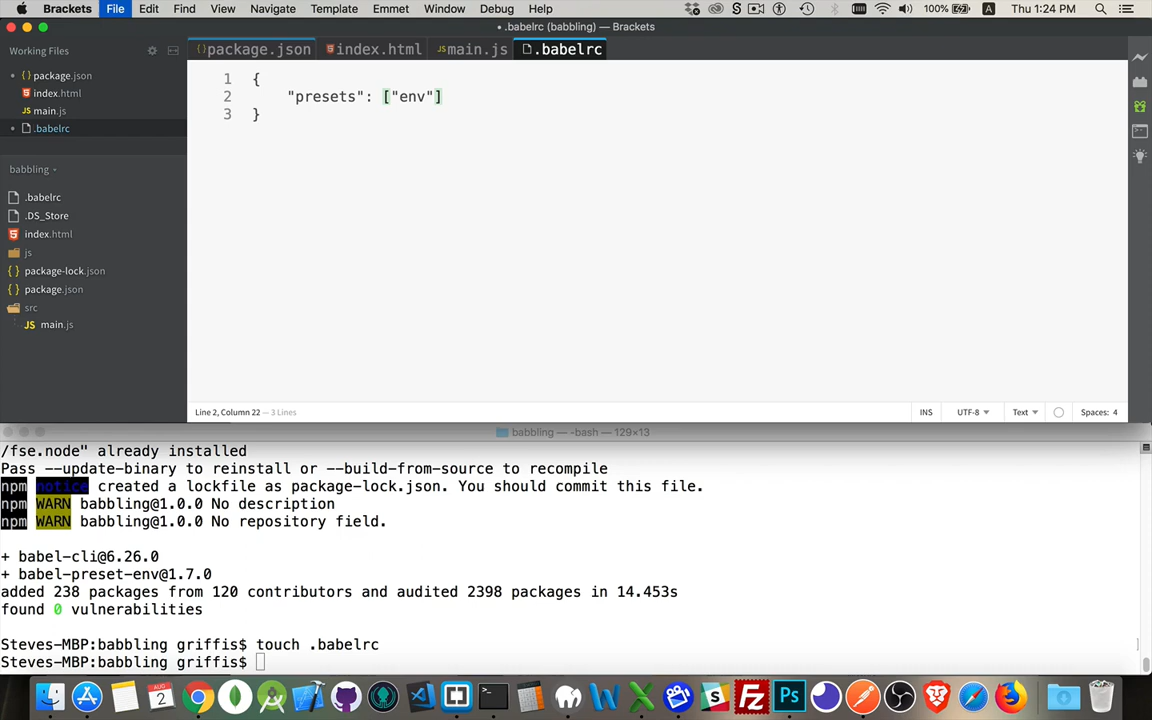 Brackets File Edit Find View Navigate Template Emmet Window Debug Help 100% A Thu 1:24 PM
• .babelrc (babbling) — Brackets
Working Files
package.json index.html main.js .babelrc
package.json
index.html
main.js
.babelrc
babbling
.babelrc
.DS_Store
index.html
js
package-lock.json
package.json
src
JS main.js
1 {
2 "presets": ["env"]
3 }
Line 2, Column 22 — 3 Lines INS UTF-8 Text Spaces: 4
babbling — -bash — 129×13
/fse.node" already installed
Pass --update-binary to reinstall or --build-from-source to recompile
npm notice created a lockfile as package-lock.json. You should commit this file.
npm WARN babbling@1.0.0 No description
npm WARN babbling@1.0.0 No repository field.
+ babel-cli@6.26.0
+ babel-preset-env@1.7.0
added 238 packages from 120 contributors and audited 2398 packages in 14.453s
found 0 vulnerabilities
Steves-MBP:babbling griffis$ touch .babelrc
Steves-MBP:babbling griffis$